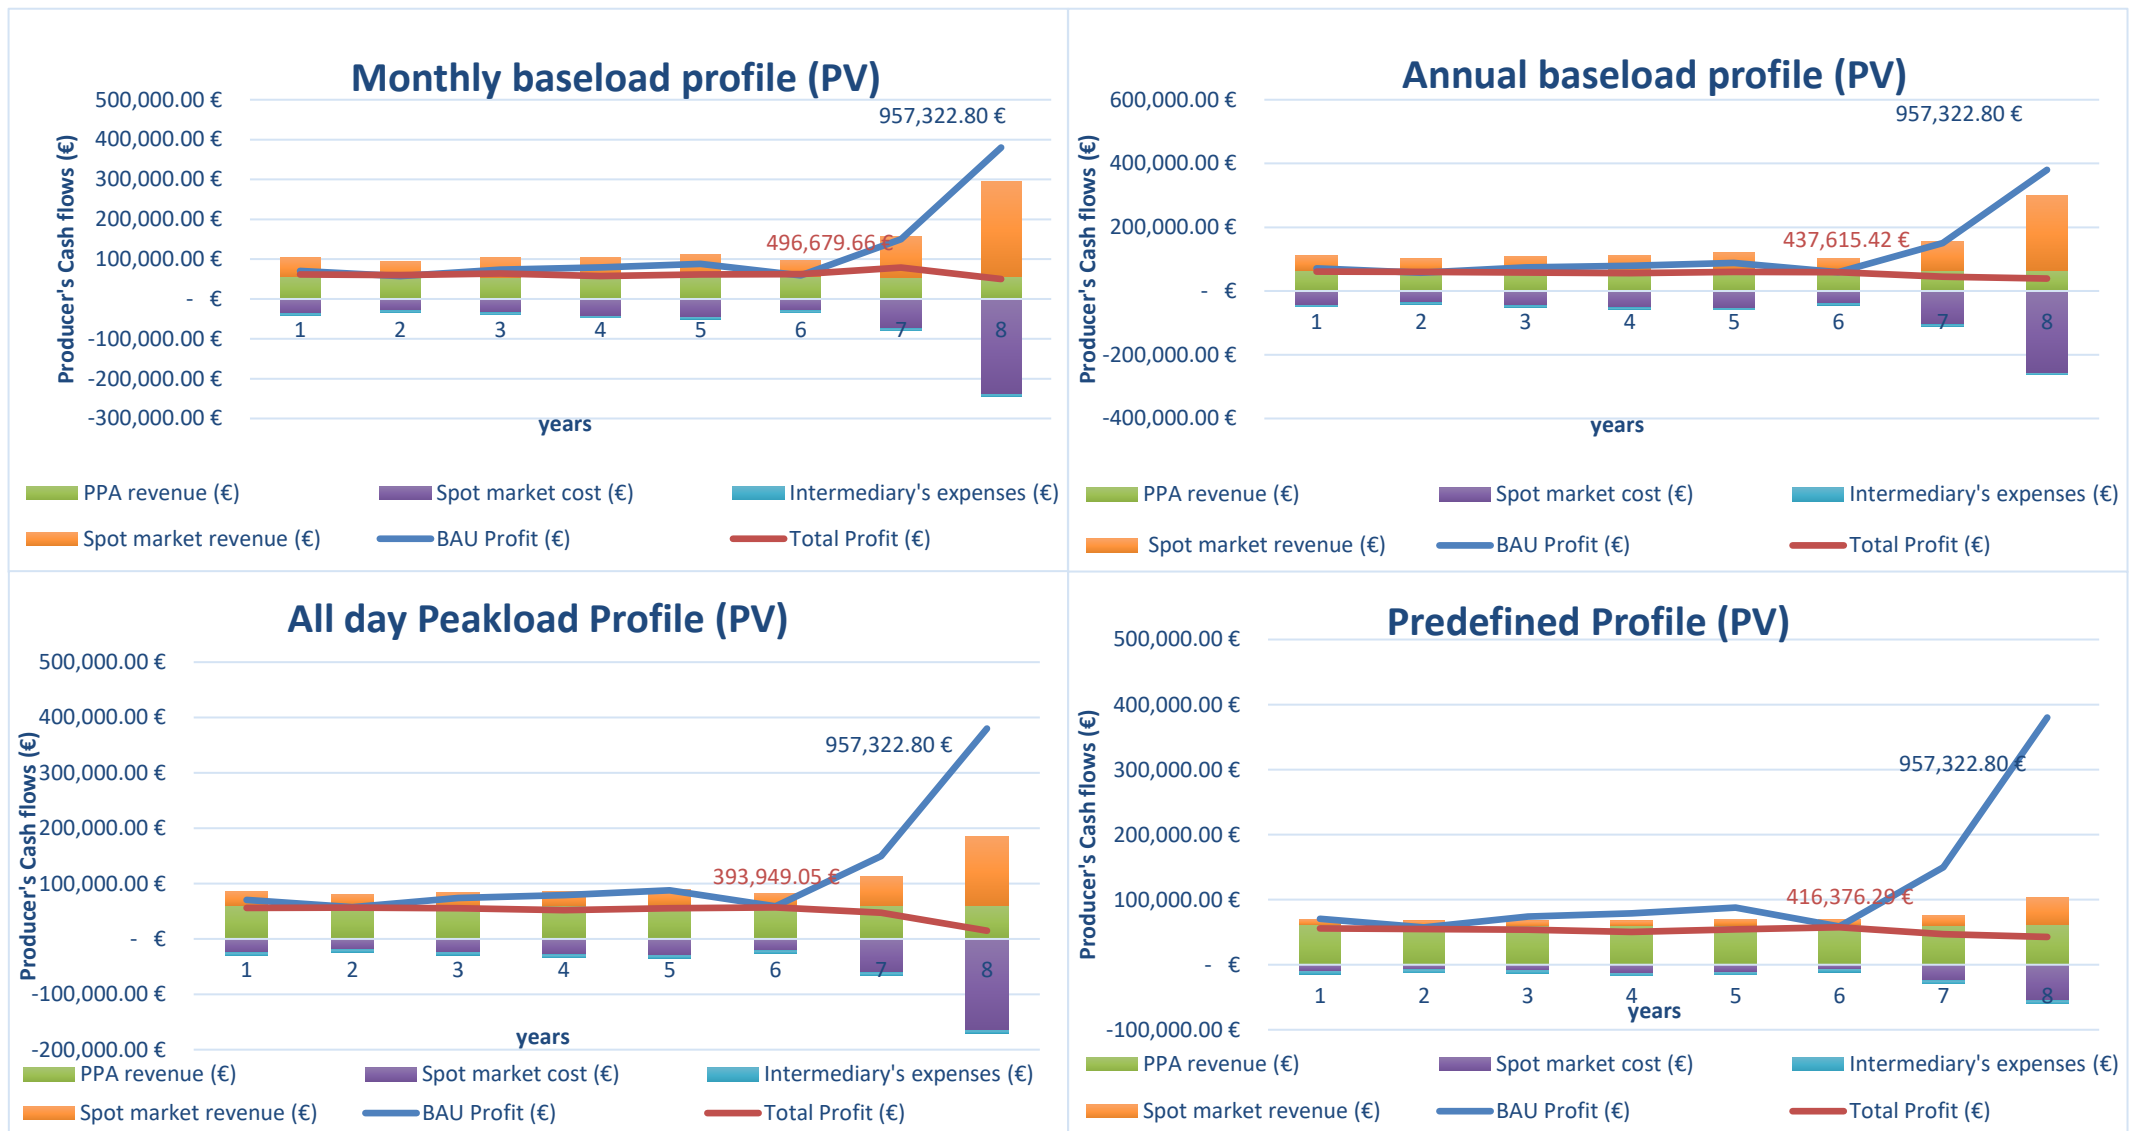 Monthly baseload profile (PV)
Producer's Cash flows (€)
500,000.00 €
400,000.00 €
300,000.00 €
200,000.00 €
100,000.00 €
- €
-100,000.00 €
-200,000.00 €
-300,000.00 €
957,322.80 €
496,679.66 €
1 2 3 4 5 6 7 8
years
PPA revenue (€) Spot market cost (€) Intermediary's expenses (€)
Spot market revenue (€) BAU Profit (€) Total Profit (€)
Annual baseload profile (PV)
Producer's Cash flows (€)
600,000.00 €
400,000.00 €
200,000.00 €
- €
-200,000.00 €
-400,000.00 €
957,322.80 €
437,615.42 €
1 2 3 4 5 6 7 8
years
PPA revenue (€) Spot market cost (€) Intermediary's expenses (€)
Spot market revenue (€) BAU Profit (€) Total Profit (€)
All day Peakload Profile (PV)
Producer's Cash flows (€)
500,000.00 €
400,000.00 €
300,000.00 €
200,000.00 €
100,000.00 €
- €
-100,000.00 €
-200,000.00 €
957,322.80 €
393,949.05 €
1 2 3 4 5 6 7 8
years
PPA revenue (€) Spot market cost (€) Intermediary's expenses (€)
Spot market revenue (€) BAU Profit (€) Total Profit (€)
Predefined Profile (PV)
Producer's Cash flows (€)
500,000.00 €
400,000.00 €
300,000.00 €
200,000.00 €
100,000.00 €
- €
-100,000.00 €
957,322.80 €
416,376.29 €
1 2 3 4 5 6 7 8
years
PPA revenue (€) Spot market cost (€) Intermediary's expenses (€)
Spot market revenue (€) BAU Profit (€) Total Profit (€)